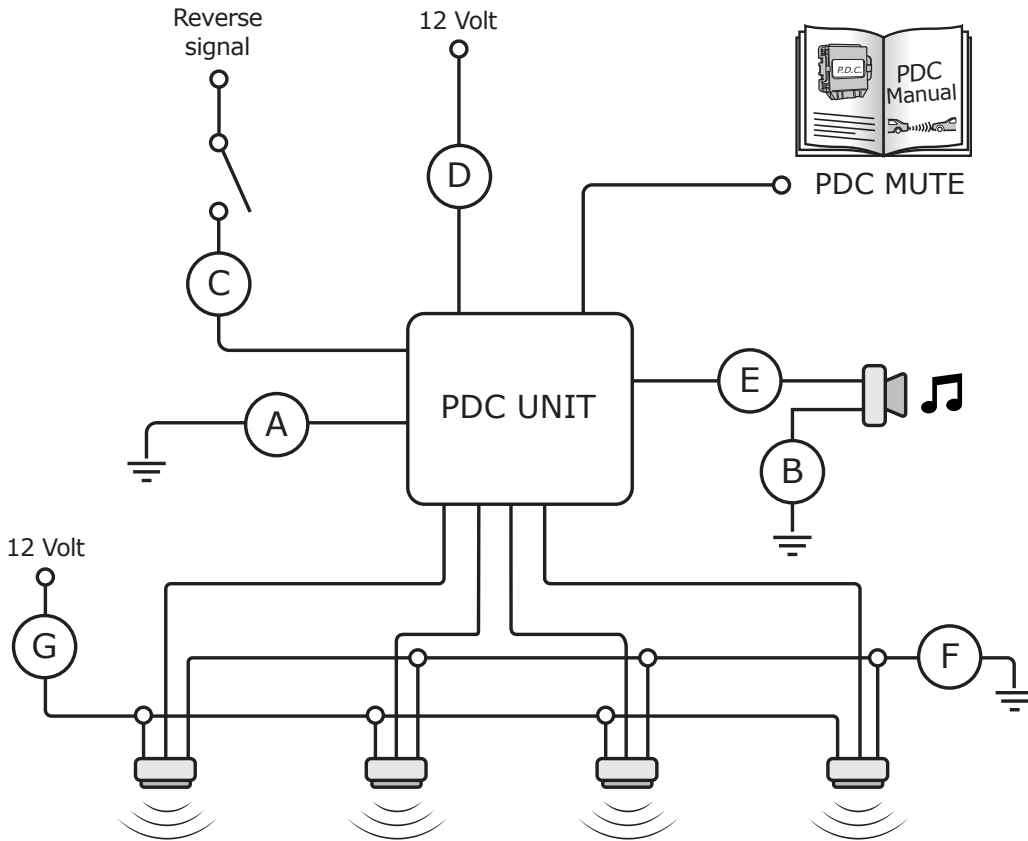 Reverse
signal
12 Volt
P.D.C.
PDC
Manual
D
PDC MUTE
C
PDC UNIT
E
A
B
12 Volt
G
F